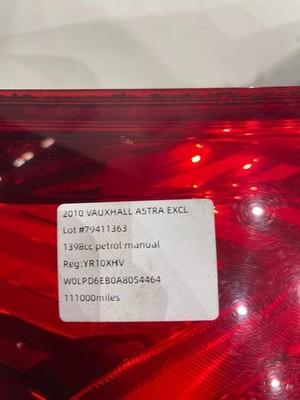 2010 VAUXHALL ASTRA EXCL
Lot #79411363
1398cc petrol manual
Reg:YR10XHV
W0LPD6EB0A8054464
111000miles